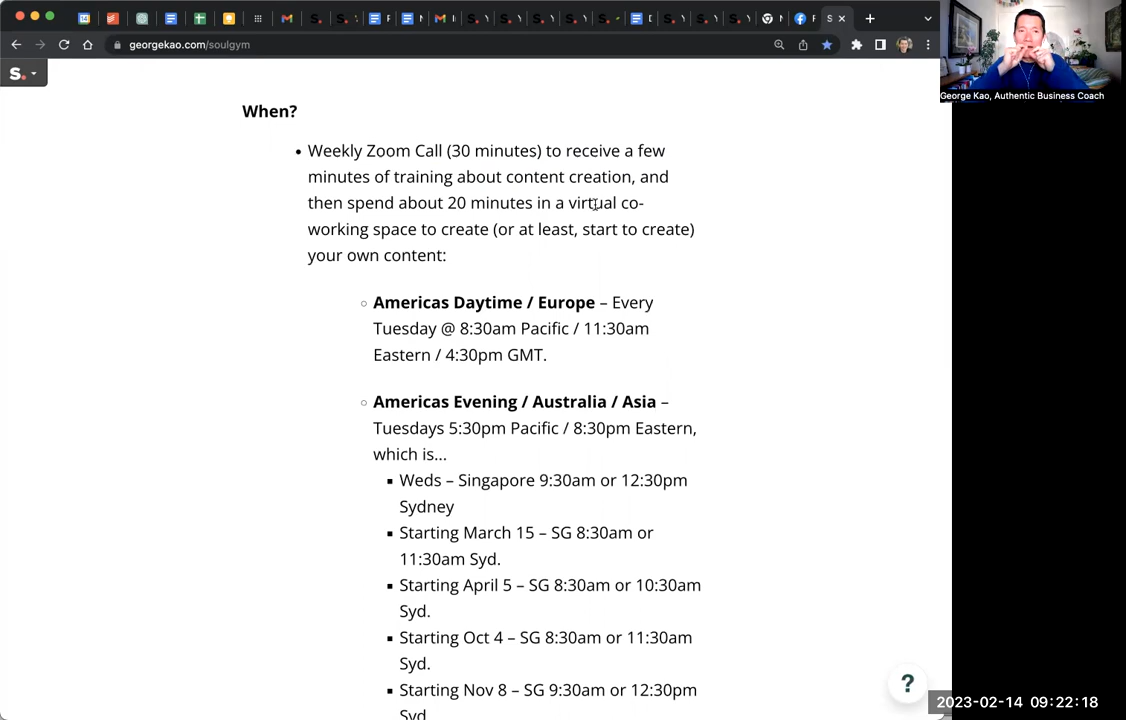 georgekao.com/soulgym
S.
When?
• Weekly Zoom Call (30 minutes) to receive a few
minutes of training about content creation, and
then spend about 20 minutes in a virtual co-
working space to create (or at least, start to create)
your own content:
Americas Daytime / Europe – Every
Tuesday @ 8:30am Pacific / 11:30am
Eastern / 4:30pm GMT.
Americas Evening / Australia / Asia –
Tuesdays 5:30pm Pacific / 8:30pm Eastern,
which is...
Weds – Singapore 9:30am or 12:30pm
Sydney
Starting March 15 – SG 8:30am or
11:30am Syd.
Starting April 5 – SG 8:30am or 10:30am
Syd.
Starting Oct 4 – SG 8:30am or 11:30am
Syd.
Starting Nov 8 – SG 9:30am or 12:30pm
Syd.
?
George Kao, Authentic Business Coach
2023-02-14 09:22:18